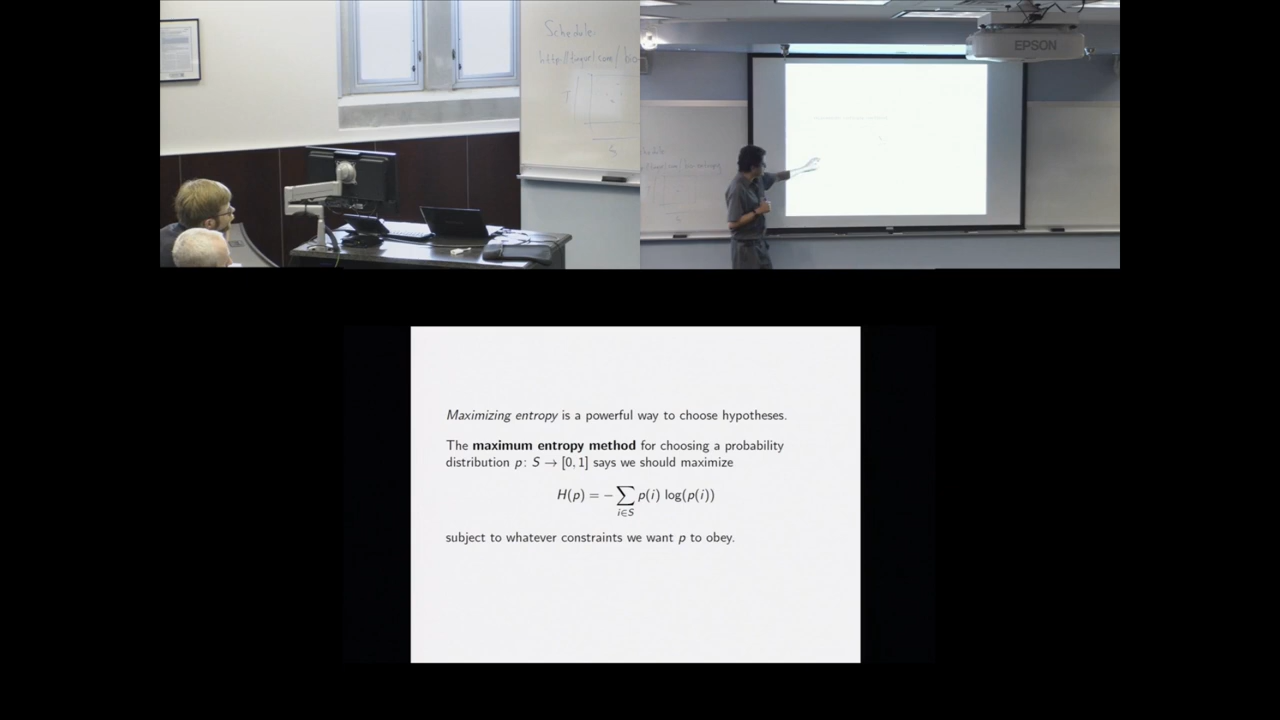 Schedule:
EPSON
Maximizing entropy is a powerful way to choose hypotheses.
The maximum entropy method for choosing a probability
distribution p: S → [0, 1] says we should maximize
H(p) = − ∑ p(i) log(p(i))
i∈S
subject to whatever constraints we want p to obey.